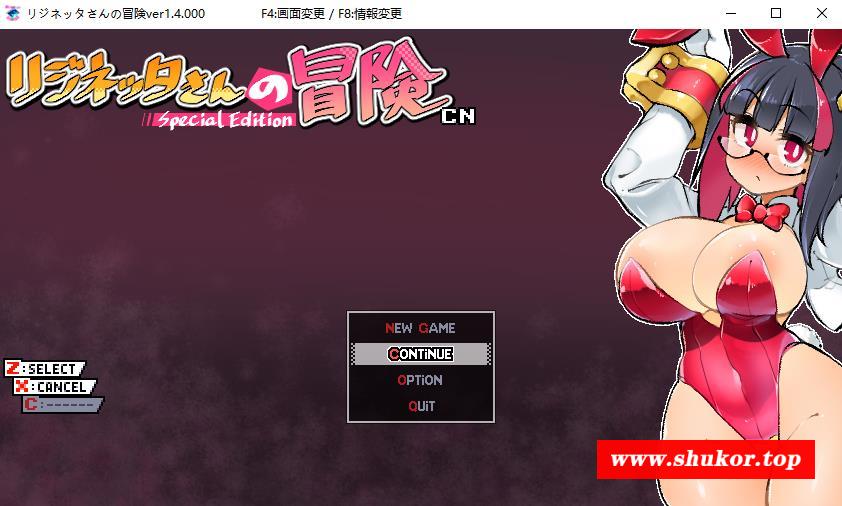 リジネッタさんの冒険ver1.4.000 F4:画面変更 / F8:情報変更
リジネッタさんの冒険
Special Edition
CN
NEW GAME
CONTINUE
OPTION
QUIT
Z:SELECT
X:CANCEL
C:------
www.shukor.top